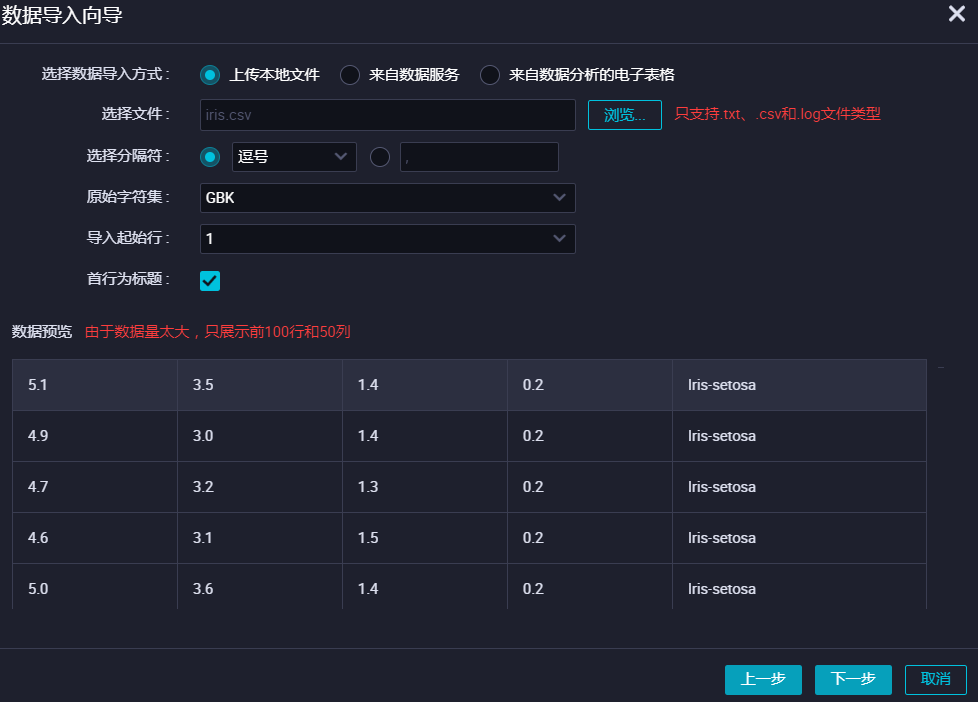 数据导入向导
选择数据导入方式 : 上传本地文件 来自数据服务 来自数据分析的电子表格
选择文件 : iris.csv 浏览... 只支持.txt、.csv和.log文件类型
选择分隔符 : 逗号 ,
原始字符集 : GBK
导入起始行 : 1
首行为标题 :
数据预览 由于数据量太大，只展示前100行和50列
5.1 3.5 1.4 0.2 Iris-setosa
4.9 3.0 1.4 0.2 Iris-setosa
4.7 3.2 1.3 0.2 Iris-setosa
4.6 3.1 1.5 0.2 Iris-setosa
5.0 3.6 1.4 0.2 Iris-setosa
上一步 下一步 取消